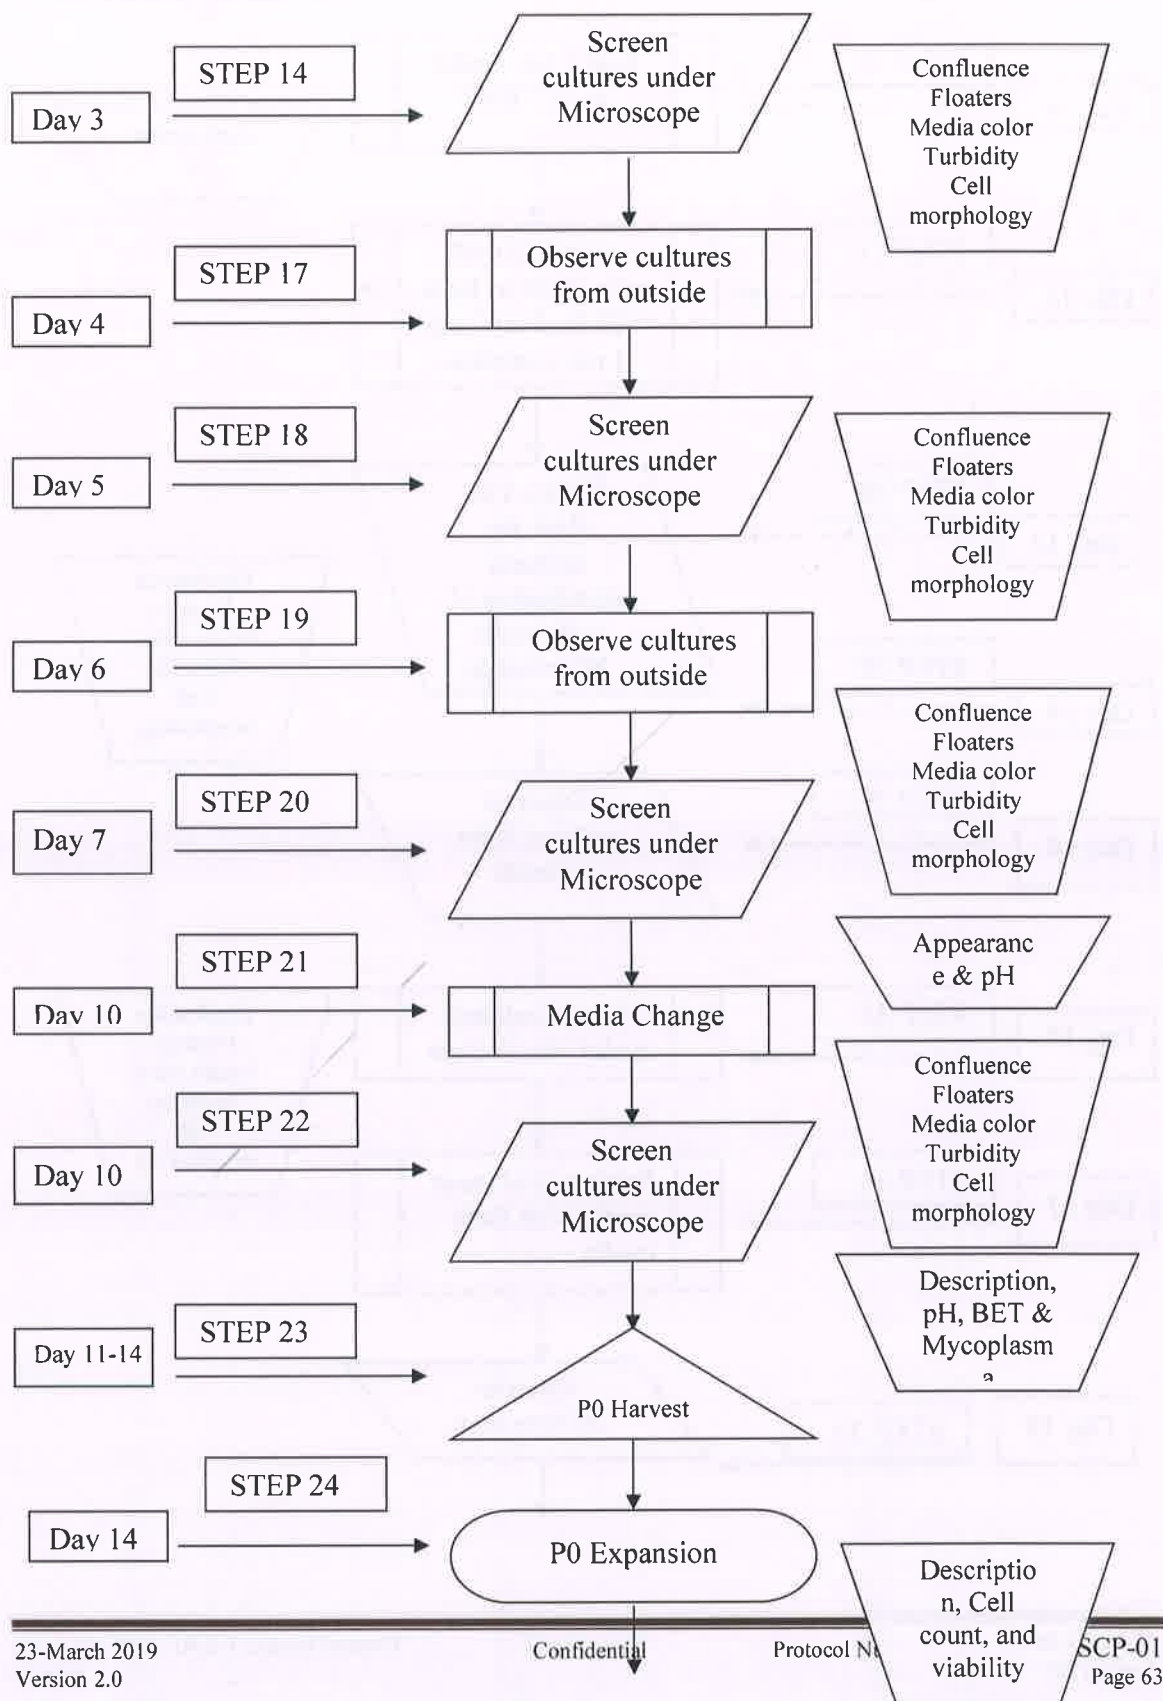 STEP 14
Day 3
Screen
cultures under
Microscope
Confluence
Floaters
Media color
Turbidity
Cell
morphology
STEP 17
Day 4
Observe cultures
from outside
STEP 18
Day 5
Screen
cultures under
Microscope
Confluence
Floaters
Media color
Turbidity
Cell
morphology
STEP 19
Day 6
Observe cultures
from outside
STEP 20
Day 7
Screen
cultures under
Microscope
Confluence
Floaters
Media color
Turbidity
Cell
morphology
STEP 21
Day 10
Media Change
Appearanc
e & pH
STEP 22
Day 10
Screen
cultures under
Microscope
Confluence
Floaters
Media color
Turbidity
Cell
morphology
STEP 23
Day 11-14
P0 Harvest
Description,
pH, BET &
Mycoplasm
a
STEP 24
Day 14
P0 Expansion
Descriptio
n, Cell
count, and
viability
23-March 2019
Confidential
Protocol
SCP-01
Version 2.0
Page 63